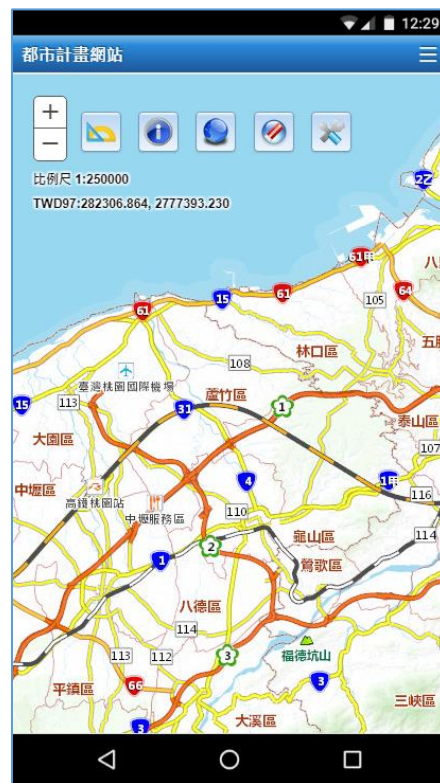 12:29
都市計畫網站
+
−
比例尺 1:250000
TWD97:282306.864, 2777393.230
2乙
61甲
八
61
15
61
64
105
林口區
五股
108
臺灣桃園國際機場
蘆竹區
15
113
31
1
泰山區
大園區
107
4
1甲
中壢區
116
高鐵桃園站
中壢服務區
110
114
龜山區
2
1
鶯歌區
八德區
114
3
福德坑山
113
112
66
3
平鎮區
三峽區
3
大溪區